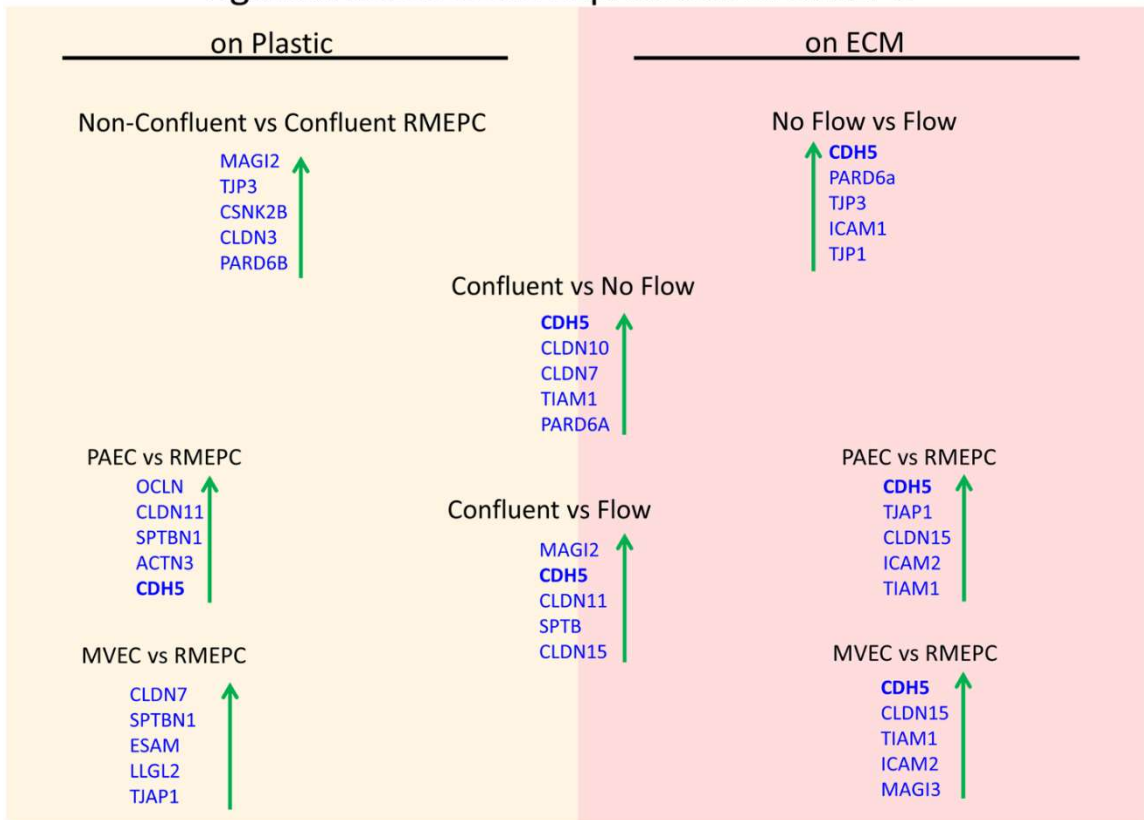 on Plastic
on ECM
Non-Confluent vs Confluent RMEPC
MAGI2
TJP3
CSNK2B
CLDN3
PARD6B
No Flow vs Flow
CDH5
PARD6a
TJP3
ICAM1
TJP1
Confluent vs No Flow
CDH5
CLDN10
CLDN7
TIAM1
PARD6A
PAEC vs RMEPC
OCLN
CLDN11
SPTBN1
ACTN3
CDH5
Confluent vs Flow
MAGI2
CDH5
CLDN11
SPTB
CLDN15
PAEC vs RMEPC
CDH5
TJAP1
CLDN15
ICAM2
TIAM1
MVEC vs RMEPC
CLDN7
SPTBN1
ESAM
LLGL2
TJAP1
MVEC vs RMEPC
CDH5
CLDN15
TIAM1
ICAM2
MAGI3